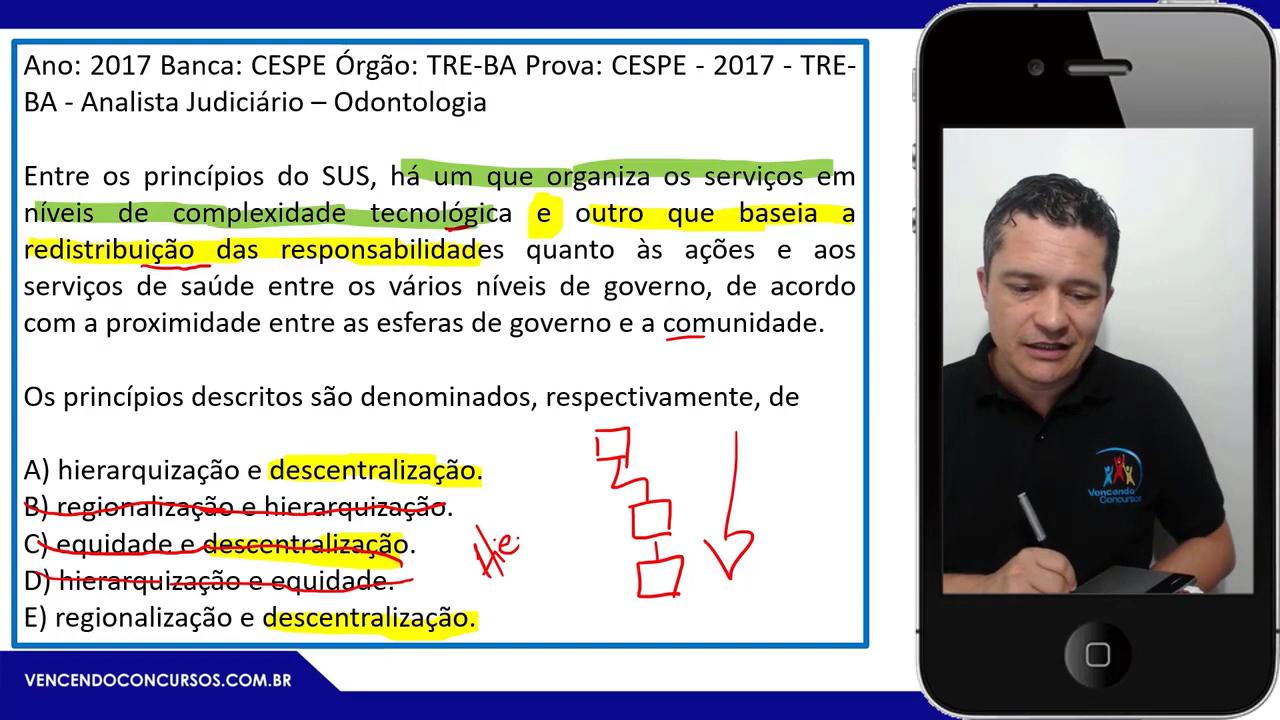 Ano: 2017 Banca: CESPE Órgão: TRE-BA Prova: CESPE - 2017 - TRE-
BA - Analista Judiciário – Odontologia
Entre os princípios do SUS, há um que organiza os serviços em
níveis de complexidade tecnológica e outro que baseia a
redistribuição das responsabilidades quanto às ações e aos
serviços de saúde entre os vários níveis de governo, de acordo
com a proximidade entre as esferas de governo e a comunidade.
Os princípios descritos são denominados, respectivamente, de
A) hierarquização e descentralização.
B) regionalização e hierarquização.
C) equidade e descentralização.
D) hierarquização e equidade.
E) regionalização e descentralização.
Hie
VENCENDOCONCURSOS.COM.BR
Vencendo
Concursos